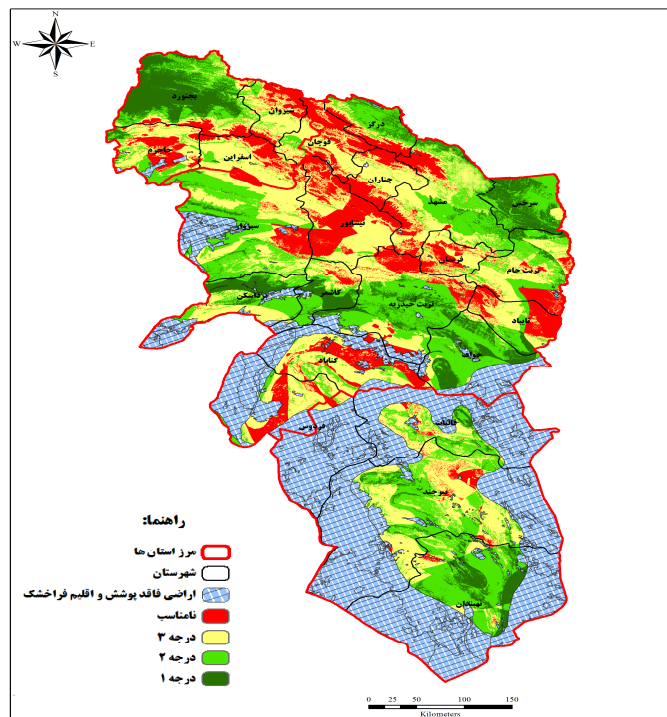 N
W E
S
بجنورد
شیروان
درگز
قوچان
جاجرم
اسفراین
چناران
مشهد
سرخس
سبزوار
نیشابور
فریمان
تربت جام
کاشمر
بردسکن
تربت حیدریه
تایباد
خواف
گناباد
فردوس
قائنات
بیرجند
نهبندان
راهنما:
مرز استان ها
شهرستان
اراضی فاقد پوشش و اقلیم فراخشک
نامناسب
درجه ۳
درجه ۲
درجه ۱
0 25 50 100 150
Kilometers